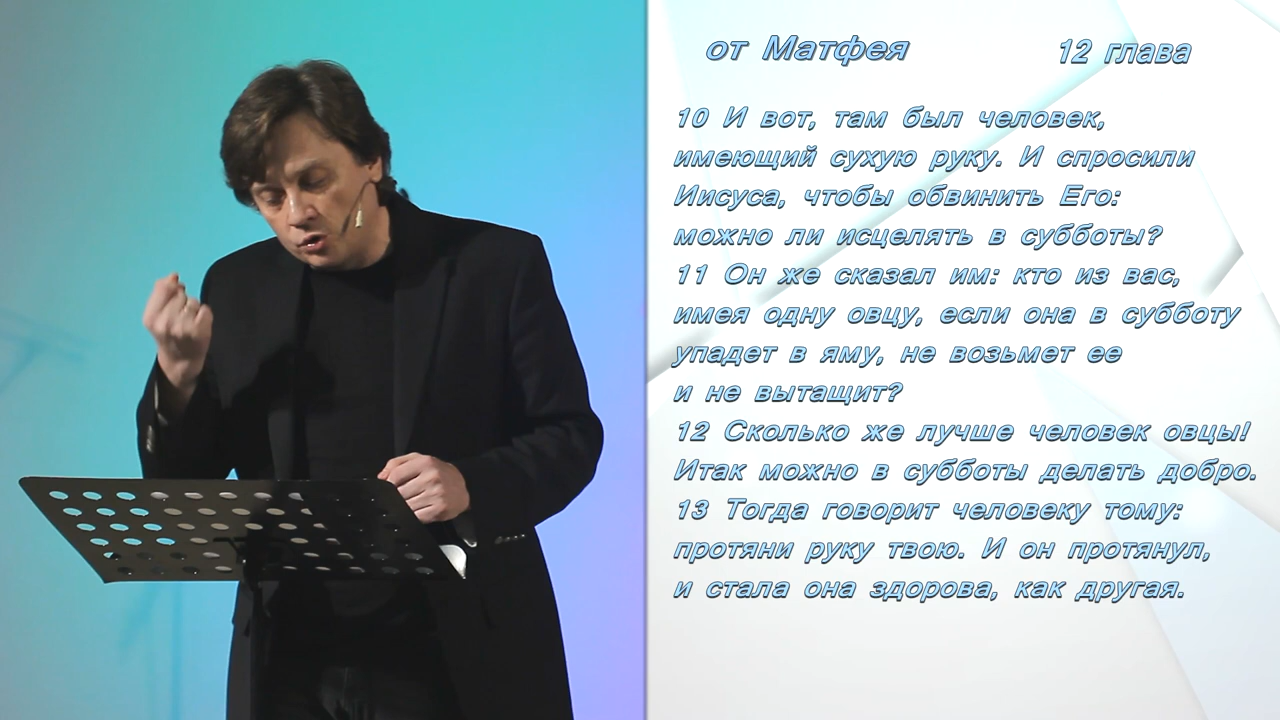 от Матфея 12 глава
10 И вот, там был человек,
имеющий сухую руку. И спросили
Иисуса, чтобы обвинить Его:
можно ли исцелять в субботы?
11 Он же сказал им: кто из вас,
имея одну овцу, если она в субботу
упадет в яму, не возьмет ее
и не вытащит?
12 Сколько же лучше человек овцы!
Итак можно в субботы делать добро.
13 Тогда говорит человеку тому:
протяни руку твою. И он протянул,
и стала она здорова, как другая.